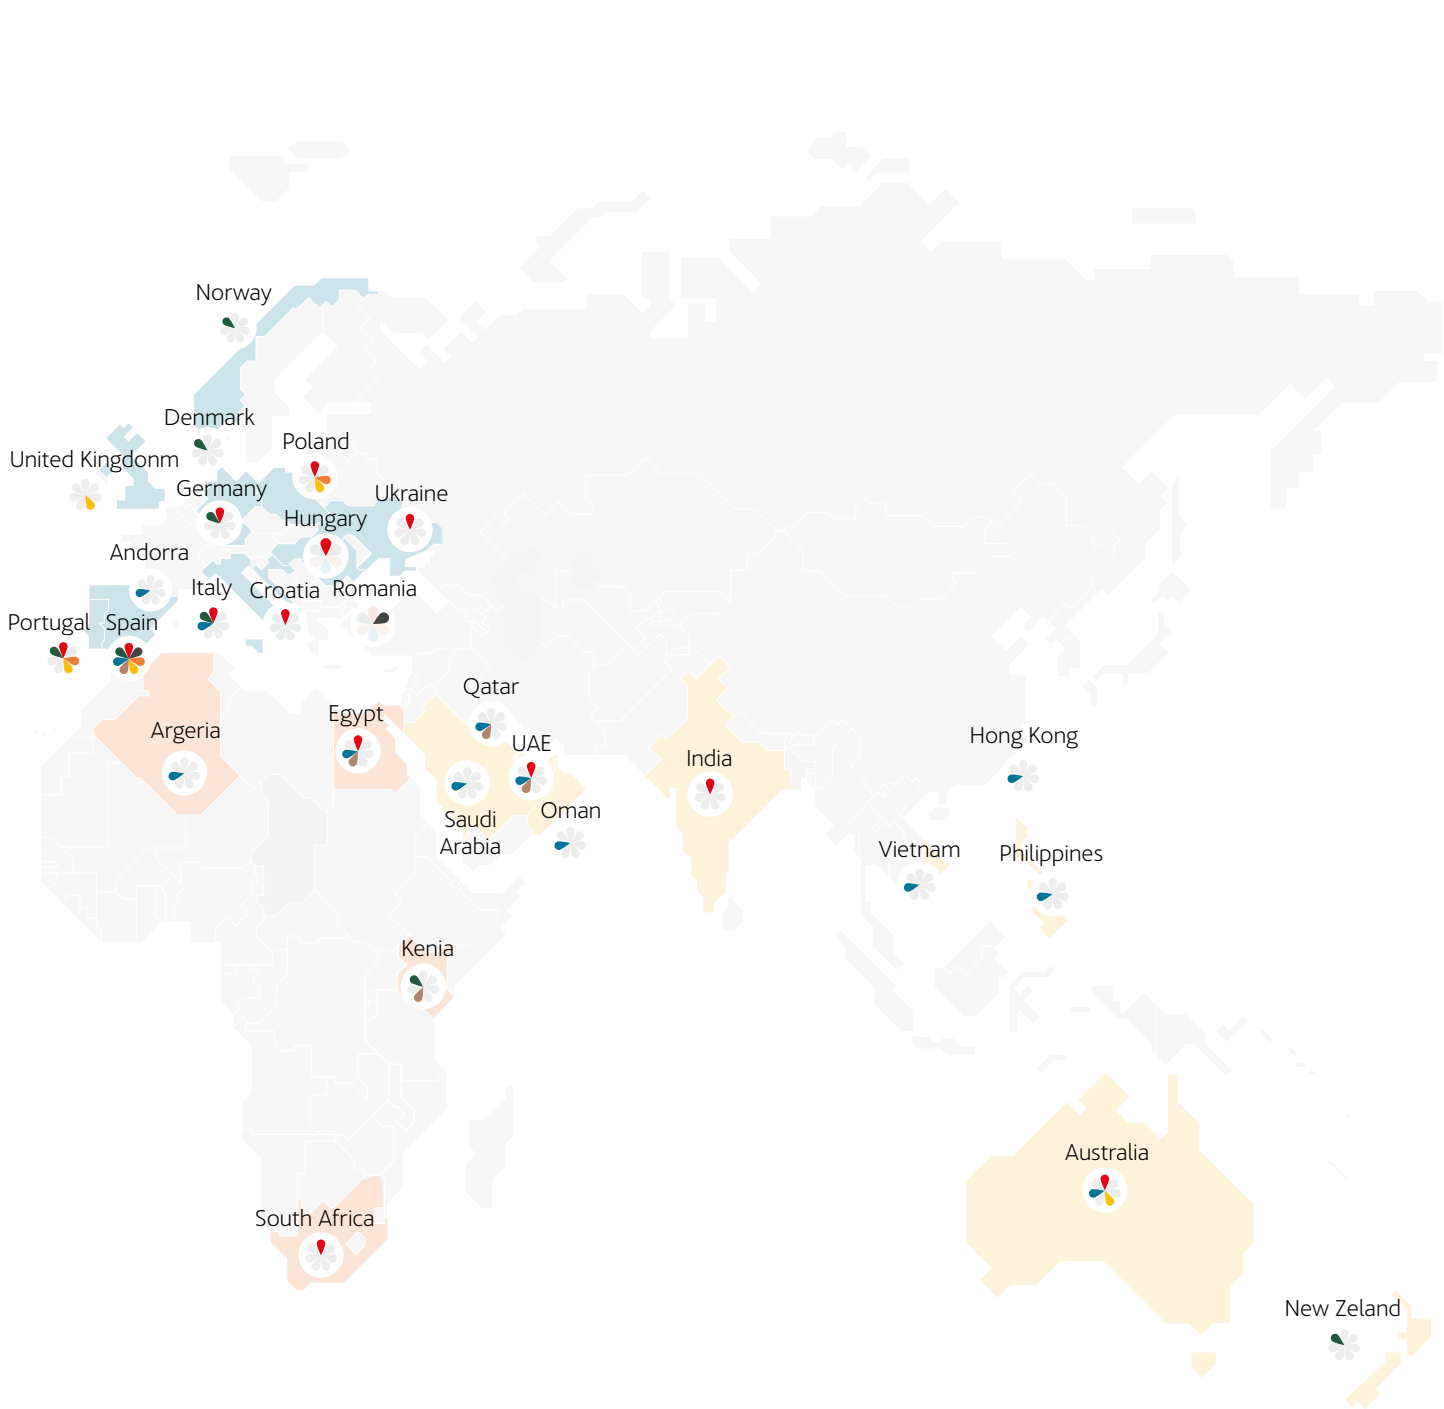 Norway
Denmark
Poland
United Kingdonm
Germany
Ukraine
Hungary
Andorra
Italy
Croatia
Romania
Portugal
Spain
Qatar
Egypt
Argeria
UAE
Hong Kong
India
Oman
Saudi
Arabia
Vietnam
Philippines
Kenia
Australia
South Africa
New Zeland